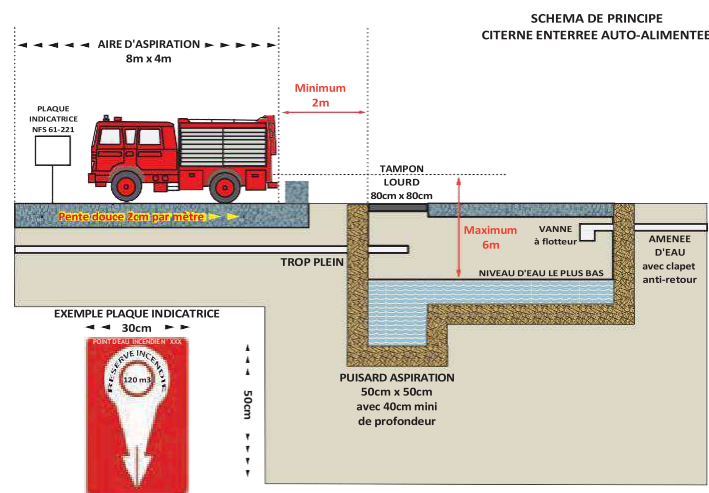 SCHEMA DE PRINCIPE
CITERNE ENTERREE AUTO-ALIMENTEE
AIRE D'ASPIRATION
8m x 4m
Minimum
2m
PLAQUE
INDICATRICE
NFS 61-221
TAMPON
LOURD
80cm x 80cm
Pente douce 2cm par mètre
Maximum
6m
VANNE
à flotteur
AMENEE
D'EAU
avec clapet
anti-retour
TROP PLEIN
NIVEAU D'EAU LE PLUS BAS
EXEMPLE PLAQUE INDICATRICE
30cm
POINT D'EAU INCENDIE N XXX
RESERVE INCENDIE
120 m3
50cm
PUISARD ASPIRATION
50cm x 50cm
avec 40cm mini
de profondeur